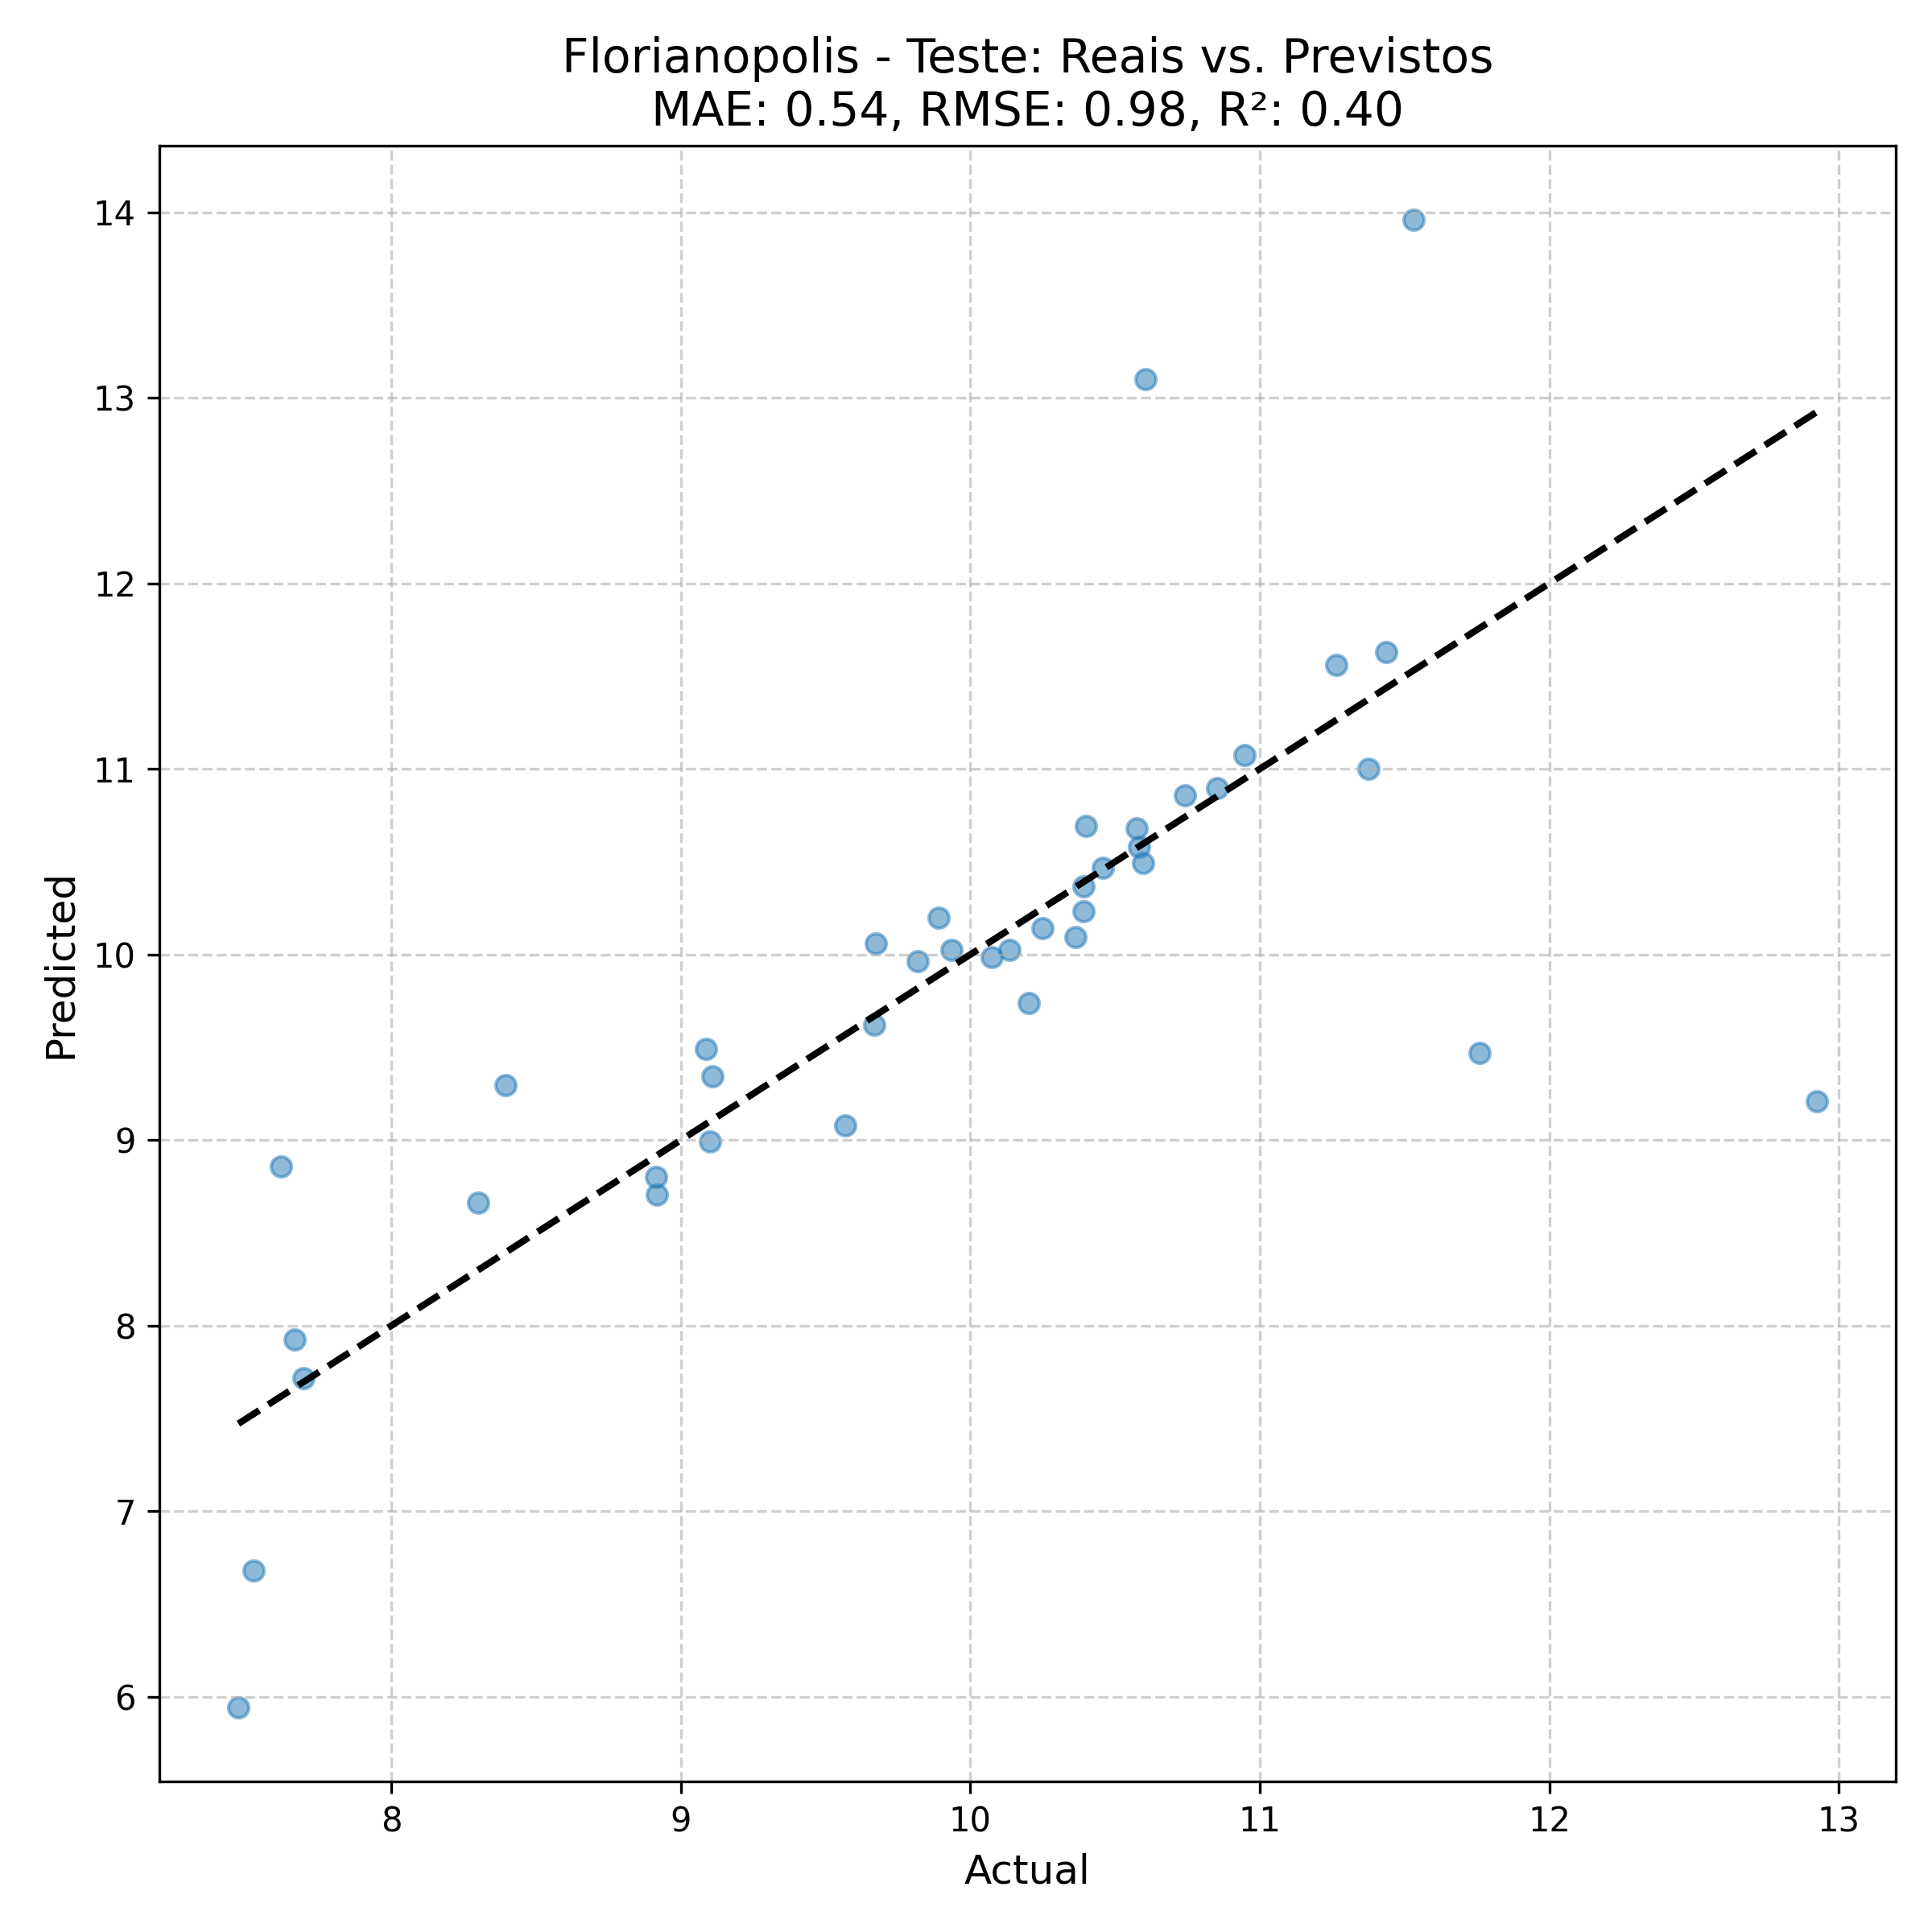 Florianopolis - Teste: Reais vs. Previstos
MAE: 0.54, RMSE: 0.98, R²: 0.40
14
13
12
11
10
9
8
7
6
Predicted
8 9 10 11 12 13
Actual